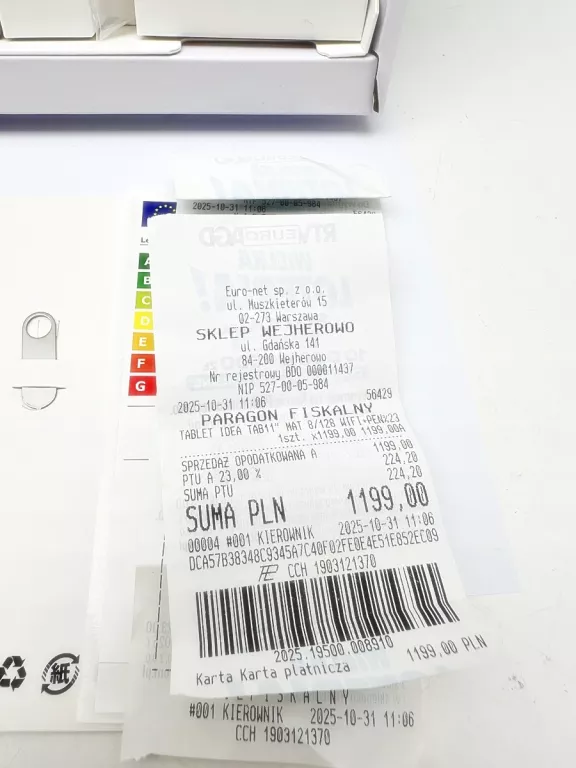 2025-10-31 11:06
56429
A
B
C
D
E
F
G
Euro-net sp. z o.o.
ul. Muszkieterów 15
02-273 Warszawa
SKLEP WEJHEROWO
ul. Gdańska 141
84-200 Wejherowo
Nr rejestrowy BDO 000011437
NIP 527-00-05-984
2025-10-31 11:06 56429
PARAGON FISKALNY
TABLET IDEA TAB11" MAT 8/128 WIFI+PENX23
1szt. x1199,00 1199,00A
SPRZEDAŻ OPODATKOWANA A 1199,00
PTU A 23,00 % 224,20
SUMA PTU 224,20
SUMA PLN 1199,00
00004 #001 KIEROWNIK 2025-10-31 11:06
DCA57B38348C9345A7C40F02FE0E4E51E852EC09
CCH 1903121370
2025.19500.008910
Karta Karta płatnicza 1199,00 PLN
紙
#001 KIEROWNIK 2025-10-31 11:06
CCH 1903121370